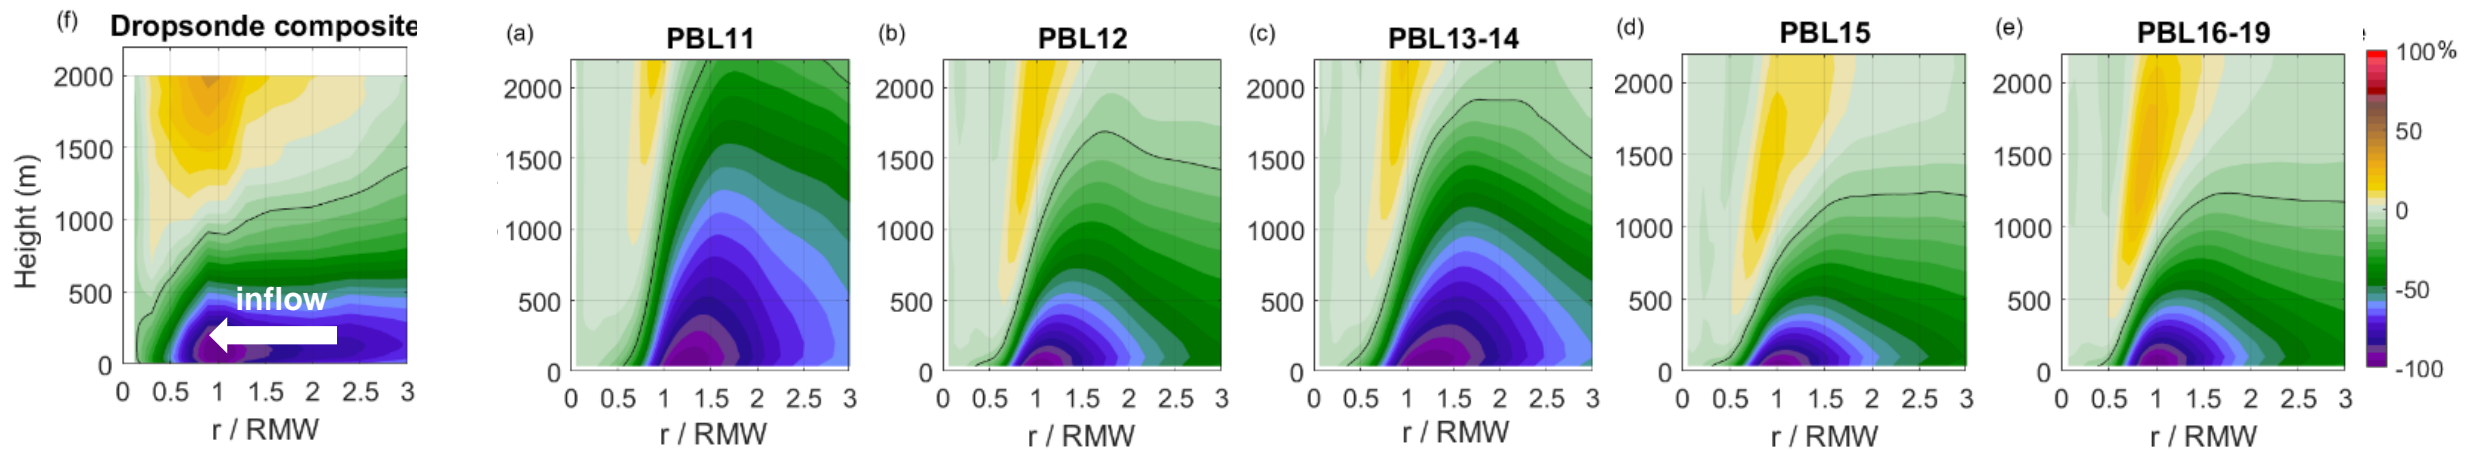 (f) Dropsonde composite
Height (m)
2000
1500
1000
500
0
inflow
0 0.5 1 1.5 2 2.5 3
r / RMW
(a) PBL11
2000
1500
1000
500
0
0 0.5 1 1.5 2 2.5 3
r / RMW
(b) PBL12
2000
1500
1000
500
0
0 0.5 1 1.5 2 2.5 3
r / RMW
(c) PBL13-14
2000
1500
1000
500
0
0 0.5 1 1.5 2 2.5 3
r / RMW
(d) PBL15
2000
1500
1000
500
0
0 0.5 1 1.5 2 2.5 3
r / RMW
(e) PBL16-19
2000
1500
1000
500
0
0 0.5 1 1.5 2 2.5 3
r / RMW
100%
50
0
-50
-100